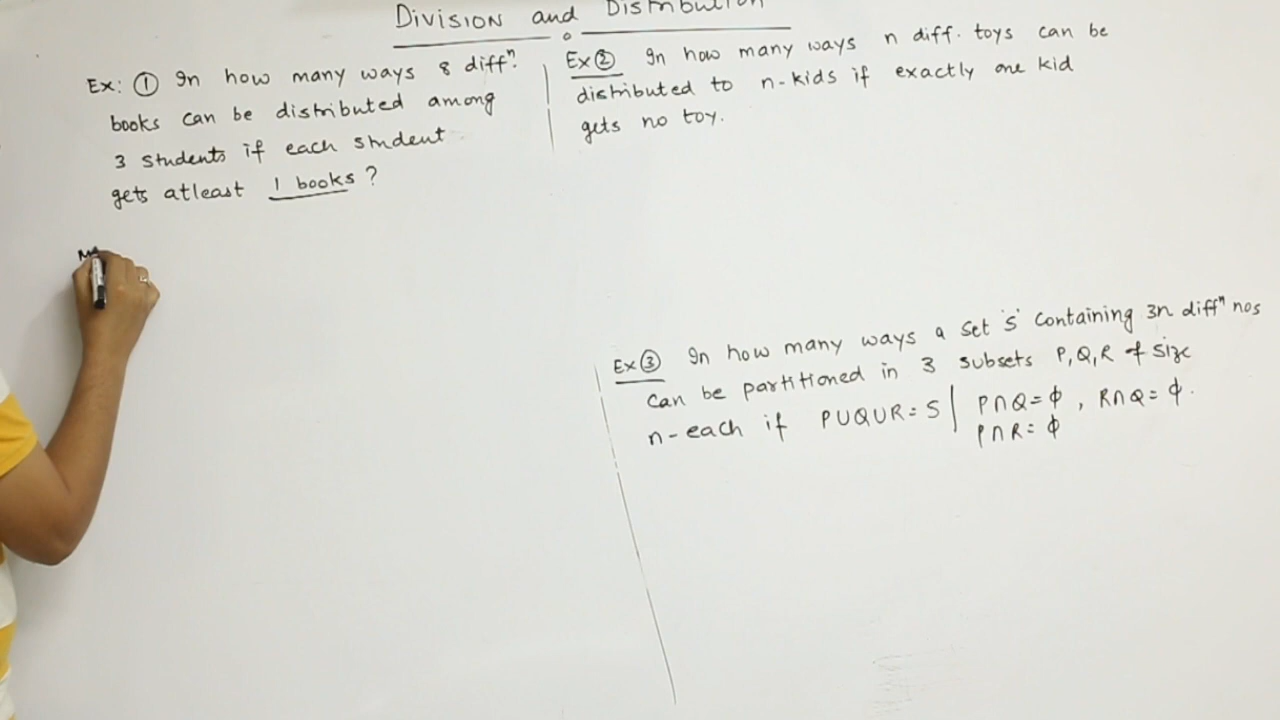 Division and Distribution
Ex: ① In how many ways 8 diffⁿ.
books can be distributed among
3 students if each student
gets atleast 1 books ?
Ex② In how many ways n diff. toys can be
distributed to n-kids if exactly one kid
gets no toy.
Ex③ In how many ways a set 'S' containing 3n diffⁿ nos
can be partitioned in 3 subsets P,Q,R of size
n-each if PUQUR=S | P∩Q=ϕ , R∩Q=ϕ.
P∩R=ϕ